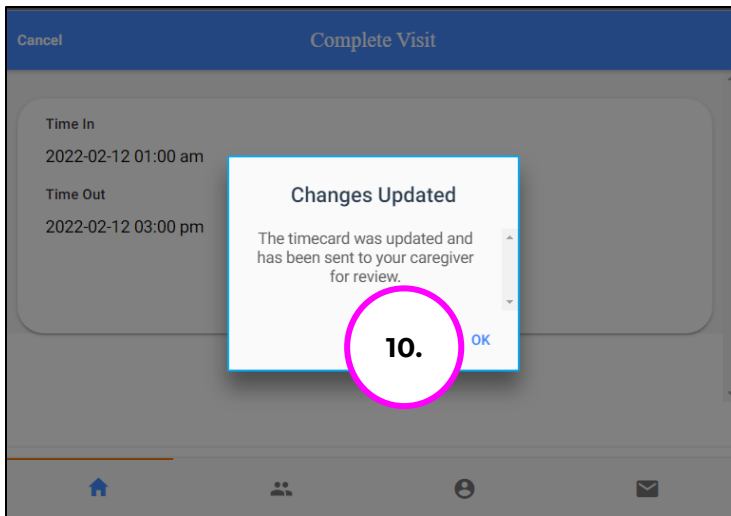 Cancel
Complete Visit
Time In
2022-02-12 01:00 am
Time Out
2022-02-12 03:00 pm
Changes Updated
The timecard was updated and
has been sent to your caregiver
for review.
10.
OK